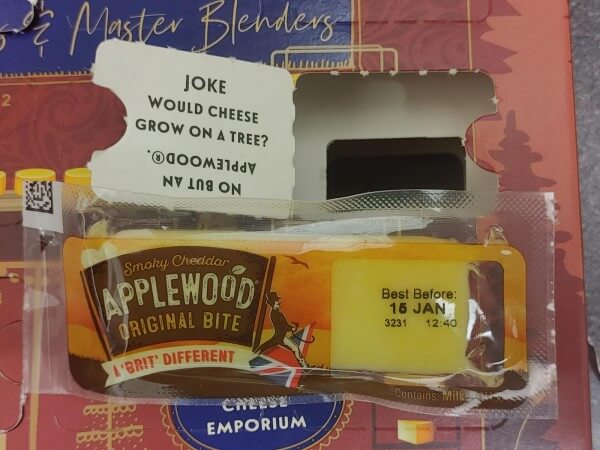 & Master Blenders
JOKE
WOULD CHEESE
GROW ON A TREE?
NO BUT AN
APPLEWOOD®.
2
Smoky Cheddar
APPLEWOOD
ORIGINAL BITE
A 'BRIT' DIFFERENT
Best Before:
15 JAN
3231 12:40
Contains Milk
CHEESE
EMPORIUM